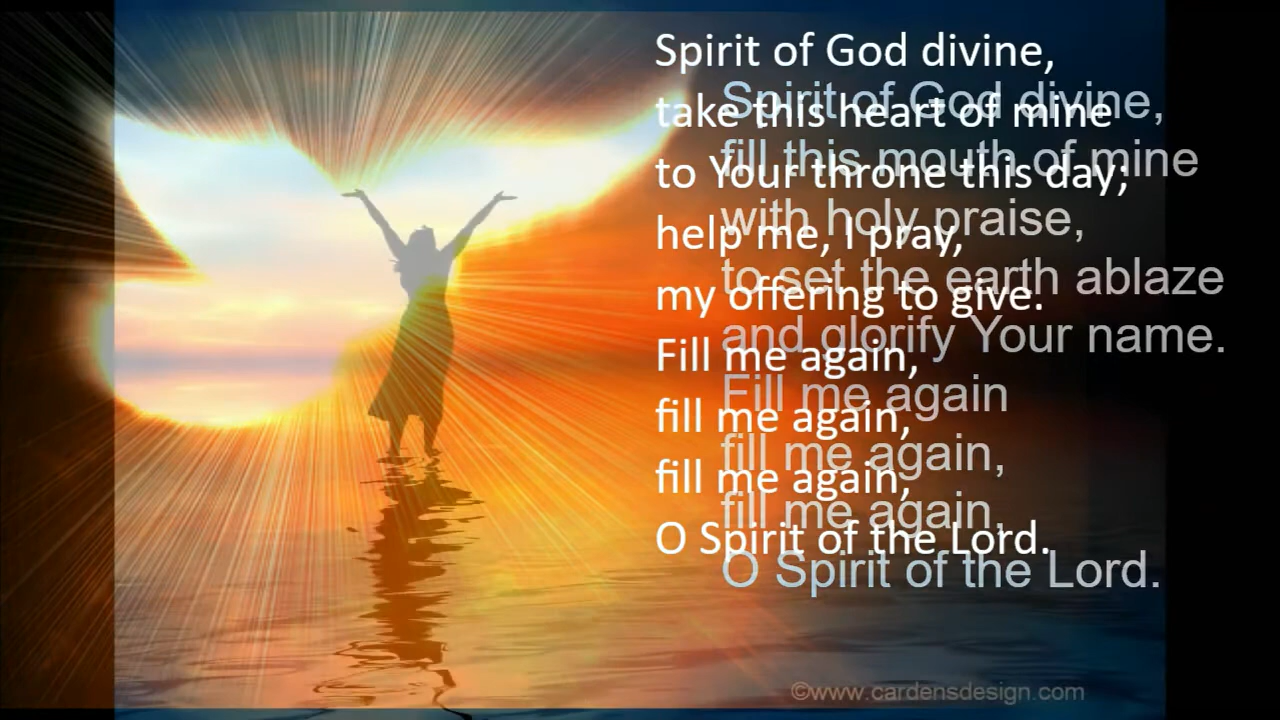 Spirit of God divine,
take this heart of mine
to Your throne this day;
help me, I pray,
my offering to give.
Fill me again,
fill me again,
fill me again,
O Spirit of the Lord.
Spirit of God divine,
fill this mouth of mine
with holy praise,
to set the earth ablaze
and glorify Your name.
Fill me again
fill me again,
fill me again,
O Spirit of the Lord.
©www.cardensdesign.com